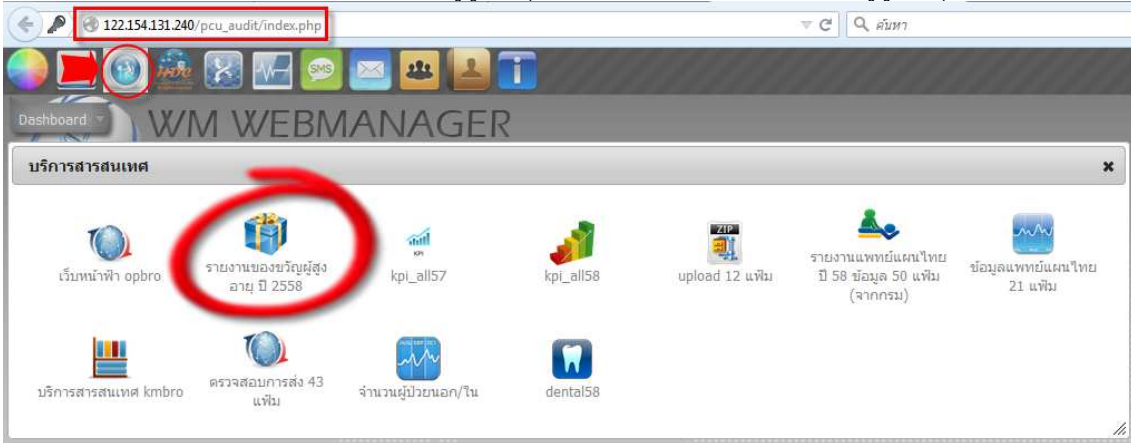 122.154.131.240/pcu_audit/index.php
ค้นหา
HDC
SMS
Dashboard
WM WEBMANAGER
บริการสารสนเทศ
เว็บหน้าฟ้า opbro
รายงานของขวัญผู้สูง
อายุ ปี 2558
KPI
kpi_all57
kpi_all58
ZIP
upload 12 แฟ้ม
รายงานแพทย์แผนไทย
ปี 58 ข้อมูล 50 แฟ้ม
(จากกรม)
ข้อมูลแพทย์แผนไทย
21 แฟ้ม
บริการสารสนเทศ kmbro
ตรวจสอบการส่ง 43
แฟ้ม
จำนวนผู้ป่วยนอก/ใน
dental58